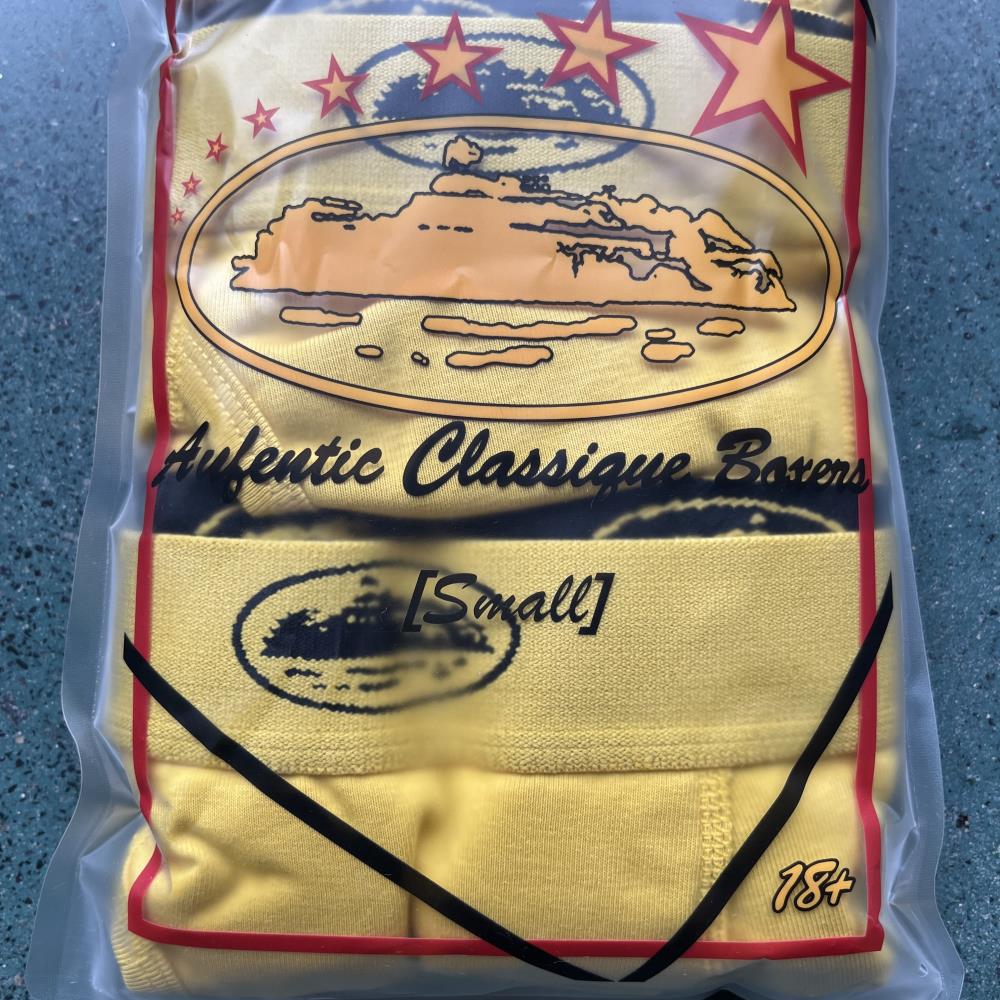 Aufentic Classique Boxers
[Small]
18+